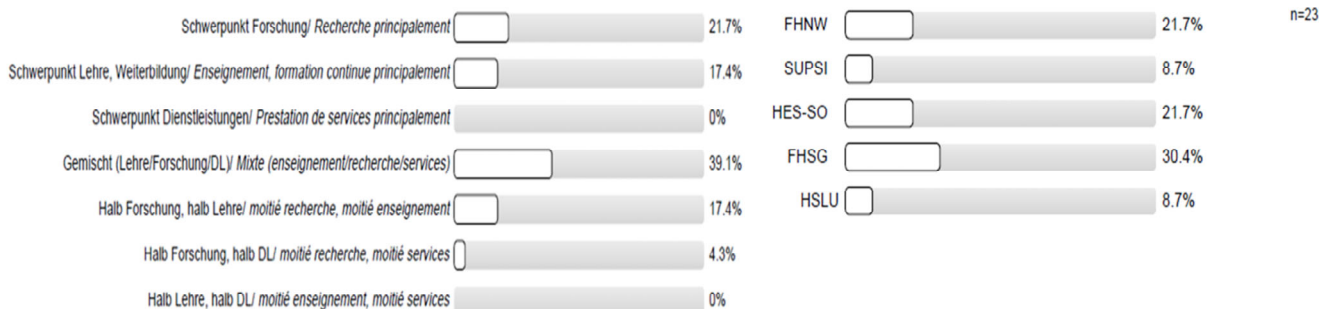 Schwerpunkt Forschung/ Recherche principalement 21.7%
Schwerpunkt Lehre, Weiterbildung/ Enseignement, formation continue principalement 17.4%
Schwerpunkt Dienstleistungen/ Prestation de services principalement 0%
Gemischt (Lehre/Forschung/DL)/ Mixte (enseignement/recherche/services) 39.1%
Halb Forschung, halb Lehre/ moitié recherche, moitié enseignement 17.4%
Halb Forschung, halb DL/ moitié recherche, moitié services 4.3%
Halb Lehre, halb DL/ moitié enseignement, moitié services 0%
FHNW 21.7%
SUPSI 8.7%
HES-SO 21.7%
FHSG 30.4%
HSLU 8.7%
n=23